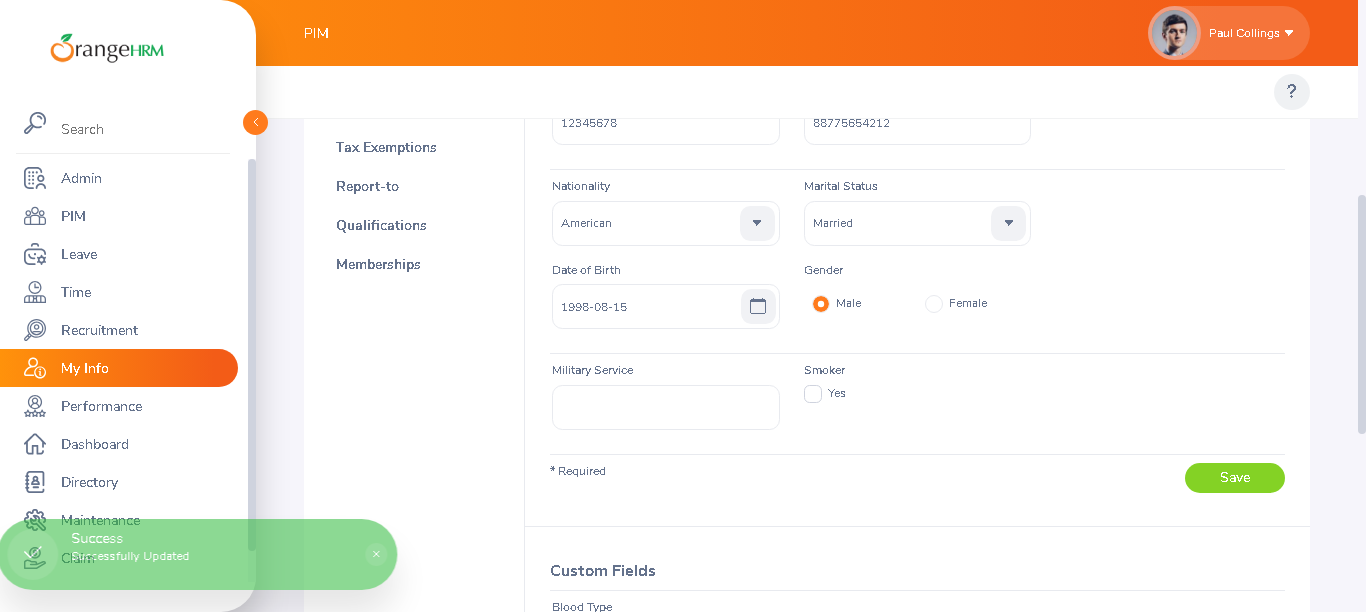 OrangeHRM
PIM
Paul Collings
?
Search
Admin
PIM
Leave
Time
Recruitment
My Info
Performance
Dashboard
Directory
Maintenance
Claim
Tax Exemptions
Report-to
Qualifications
Memberships
12345678
88775654212
Nationality
Marital Status
American
Married
Date of Birth
Gender
1998-08-15
Male
Female
Military Service
Smoker
Yes
* Required
Save
Custom Fields
Blood Type
Success
Successfully Updated